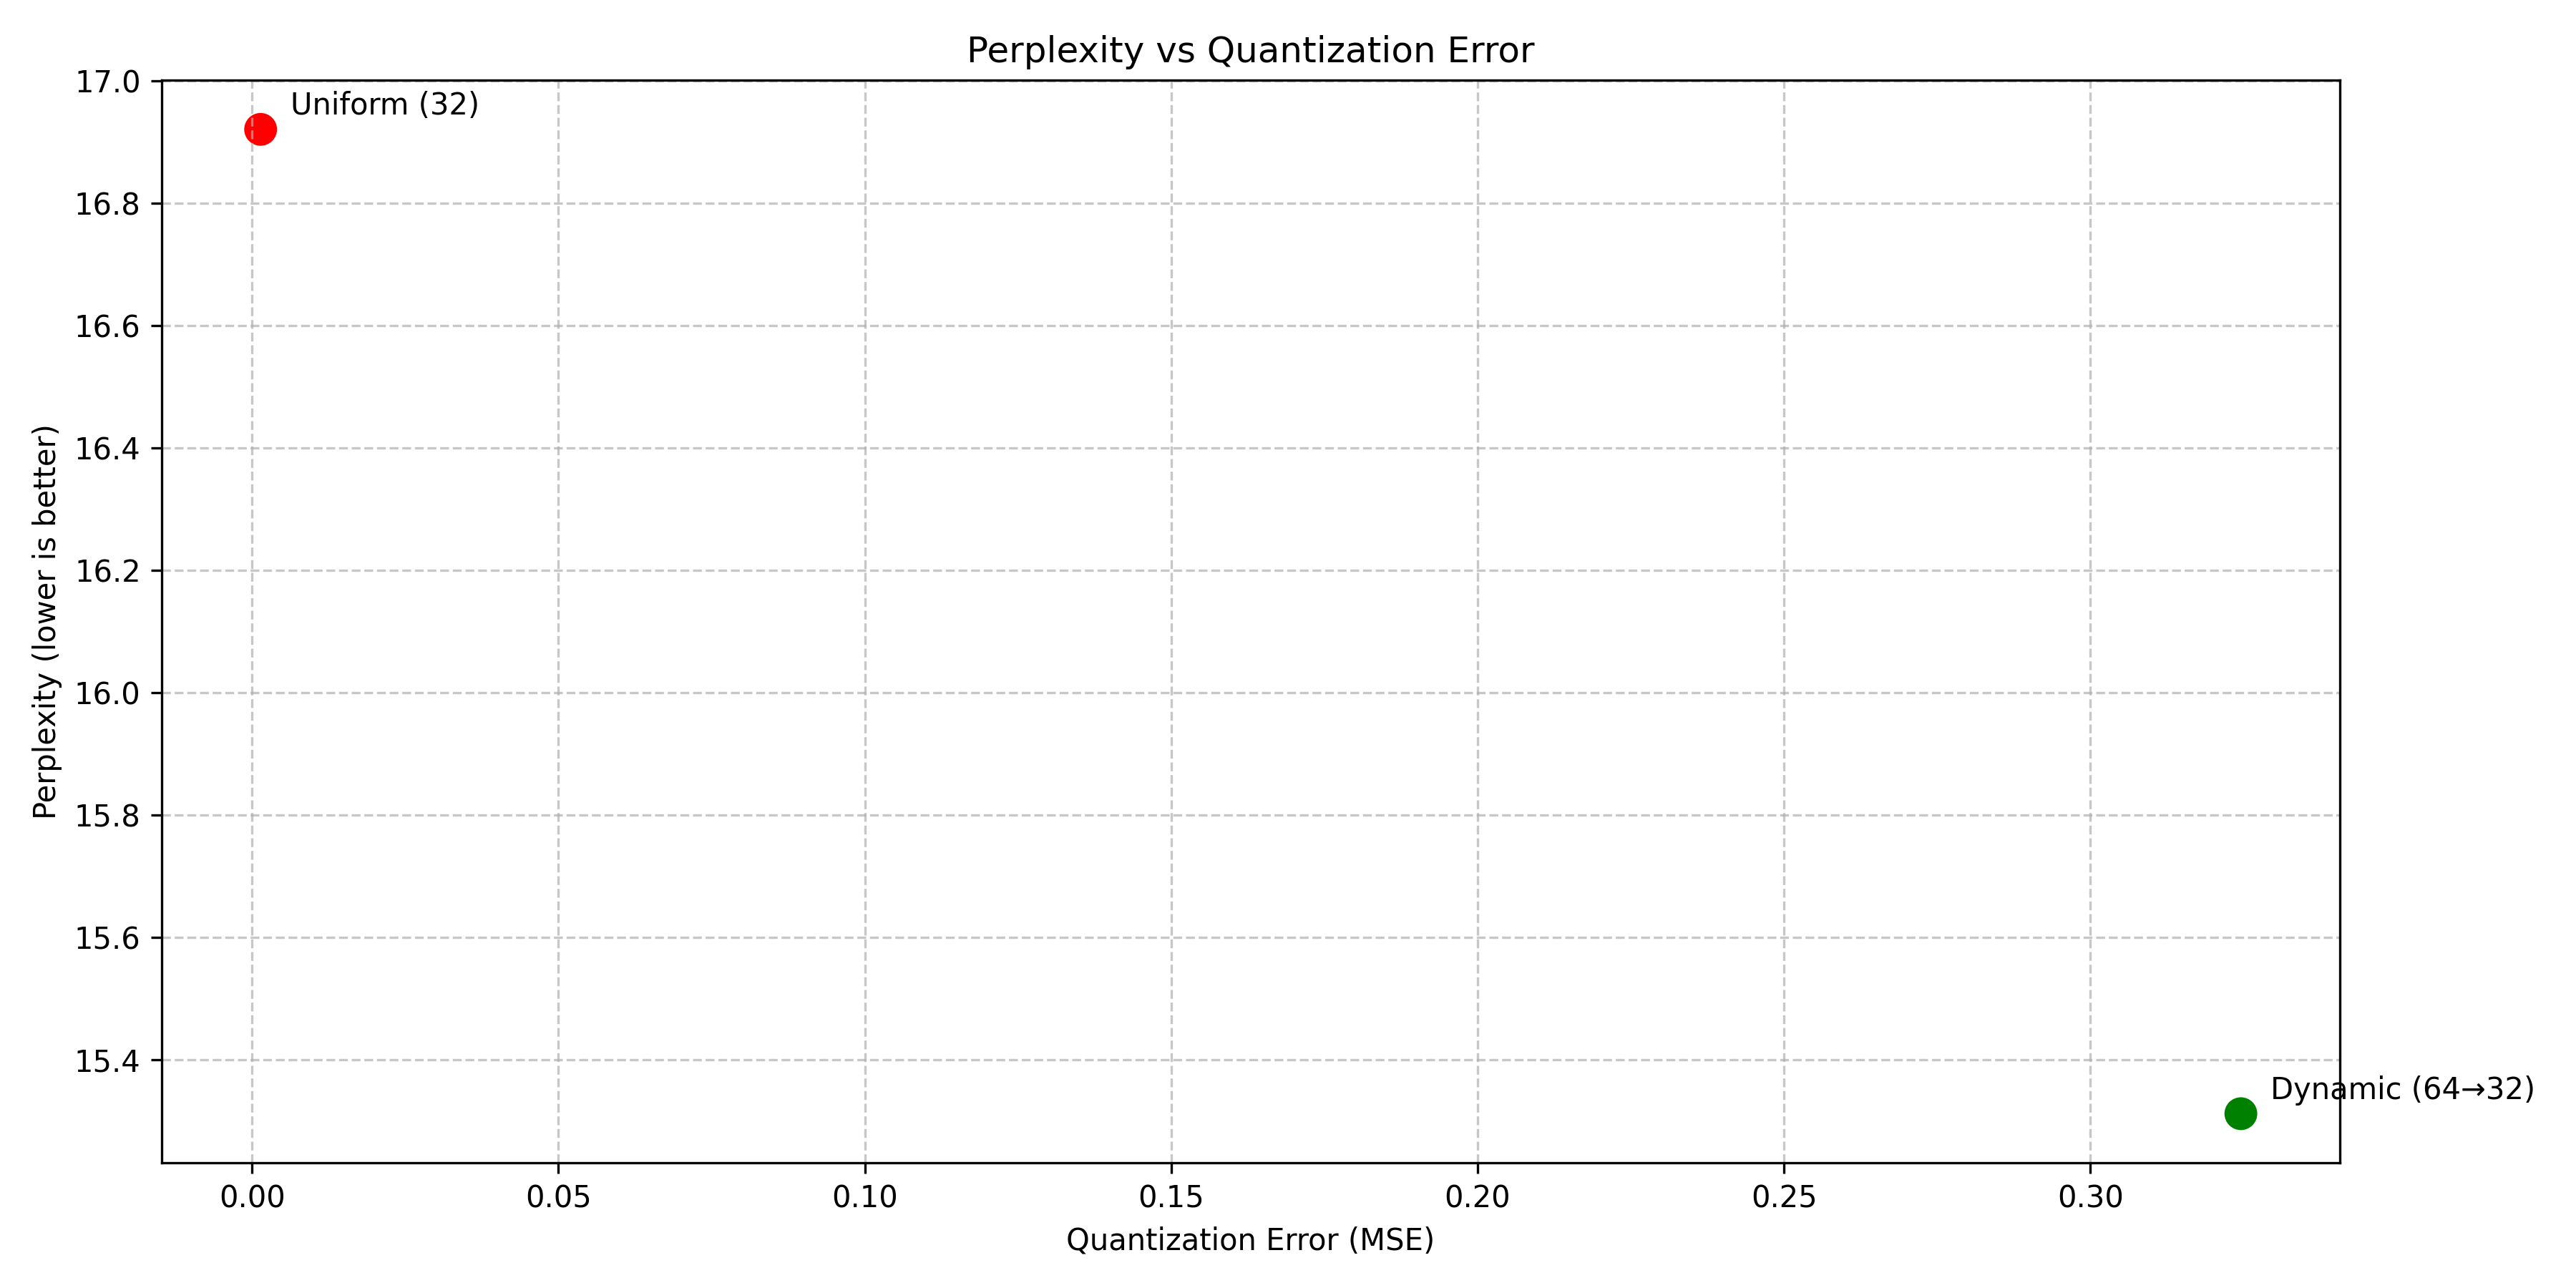 Perplexity vs Quantization Error
17.0
Uniform (32)
16.8
16.6
16.4
16.2
16.0
15.8
15.6
15.4
Perplexity (lower is better)
Dynamic (64→32)
0.00 0.05 0.10 0.15 0.20 0.25 0.30
Quantization Error (MSE)